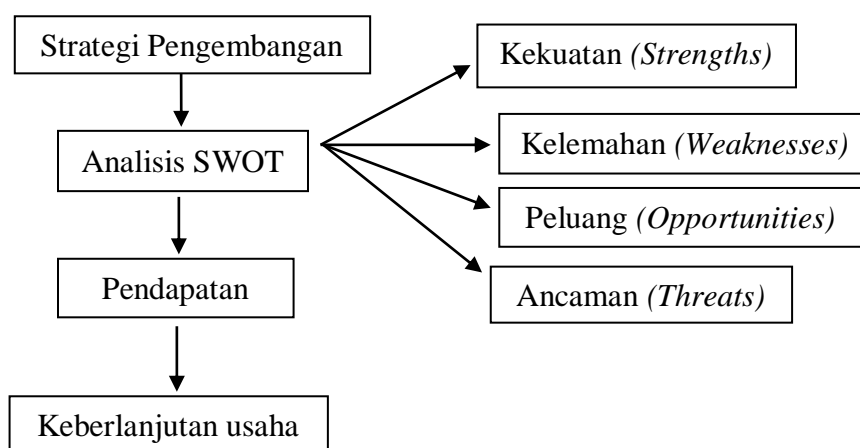 Strategi Pengembangan
Kekuatan (Strengths)
Analisis SWOT
Kelemahan (Weaknesses)
Peluang (Opportunities)
Pendapatan
Ancaman (Threats)
Keberlanjutan usaha